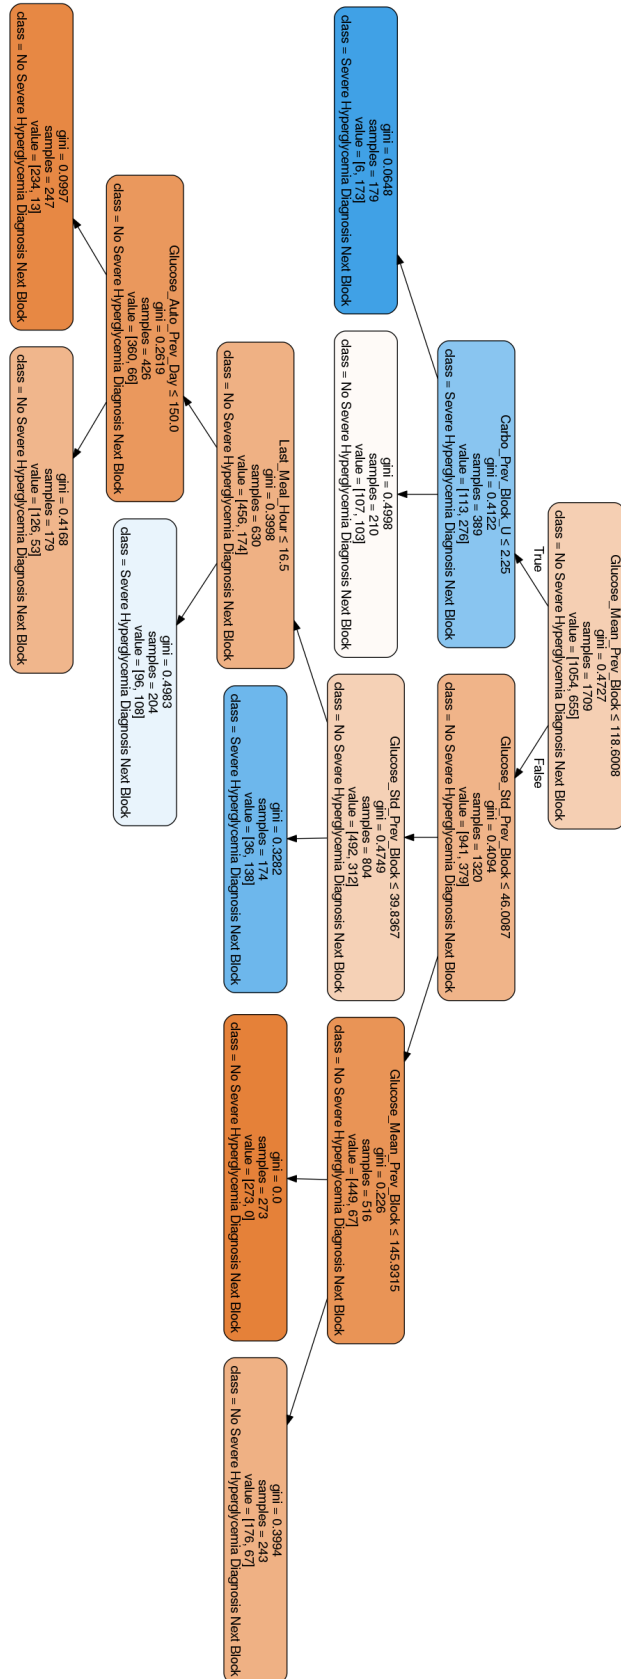 Glucose_Mean_Prev_Block ≤ 118.6008
gini = 0.4727
samples = 1709
value = [1054, 655]
class = No Severe Hyperglycemia Diagnosis Next Block
True
False
Carbo_Prev_Block_U ≤ 2.25
gini = 0.4122
samples = 389
value = [113, 276]
class = Severe Hyperglycemia Diagnosis Next Block
Glucose_Std_Prev_Block ≤ 46.0087
gini = 0.4094
samples = 1320
value = [941, 379]
class = No Severe Hyperglycemia Diagnosis Next Block
gini = 0.0648
samples = 179
value = [6, 173]
class = Severe Hyperglycemia Diagnosis Next Block
gini = 0.4998
samples = 210
value = [107, 103]
class = No Severe Hyperglycemia Diagnosis Next Block
Glucose_Std_Prev_Block ≤ 39.8367
gini = 0.4749
samples = 804
value = [492, 312]
class = No Severe Hyperglycemia Diagnosis Next Block
Glucose_Mean_Prev_Block ≤ 145.9315
gini = 0.226
samples = 516
value = [449, 67]
class = No Severe Hyperglycemia Diagnosis Next Block
Last_Meal_Hour ≤ 16.5
gini = 0.3998
samples = 630
value = [456, 174]
class = No Severe Hyperglycemia Diagnosis Next Block
gini = 0.3282
samples = 174
value = [36, 138]
class = Severe Hyperglycemia Diagnosis Next Block
gini = 0.0
samples = 273
value = [273, 0]
class = No Severe Hyperglycemia Diagnosis Next Block
gini = 0.3994
samples = 243
value = [176, 67]
class = No Severe Hyperglycemia Diagnosis Next Block
Glucose_Auto_Prev_Day ≤ 150.0
gini = 0.2619
samples = 426
value = [360, 66]
class = No Severe Hyperglycemia Diagnosis Next Block
gini = 0.4983
samples = 204
value = [96, 108]
class = Severe Hyperglycemia Diagnosis Next Block
gini = 0.0997
samples = 247
value = [234, 13]
class = No Severe Hyperglycemia Diagnosis Next Block
gini = 0.4168
samples = 179
value = [126, 53]
class = No Severe Hyperglycemia Diagnosis Next Block